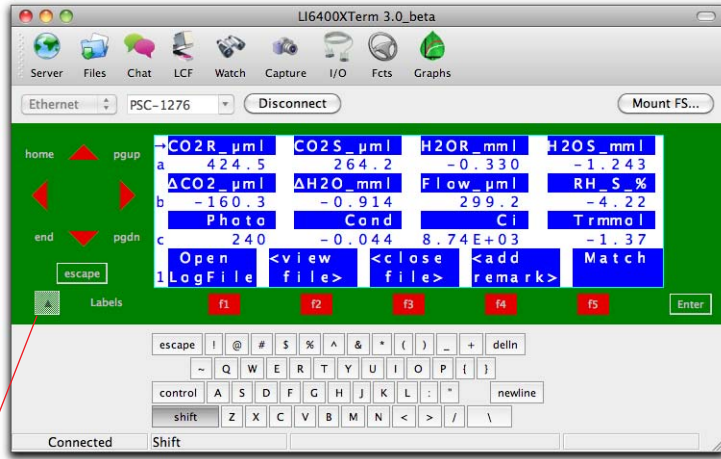 LI6400XTerm 3.0_beta
Server Files Chat LCF Watch Capture I/O Fcts Graphs
Ethernet PSC-1276 Disconnect Mount FS...
home pgup
end pgdn
escape
→CO2R_µml CO2S_µml H2OR_mml H2OS_mml
a 424.5 264.2 -0.330 -1.243
ΔCO2_µml ΔH2O_mml Flow_µml RH_S_%
b -160.3 -0.914 299.2 -4.22
Photo Cond Ci Trmmol
c 240 -0.044 8.74E+03 -1.37
Open <view <close <add Match
1 LogFile file> file> remark>
Labels f1 f2 f3 f4 f5 Enter
escape ! @ # $ % ^ & * ( ) _ + delln
~ Q W E R T Y U I O P { }
control A S D F G H J K L : " newline
shift Z X C V B M N < > / \
Connected Shift